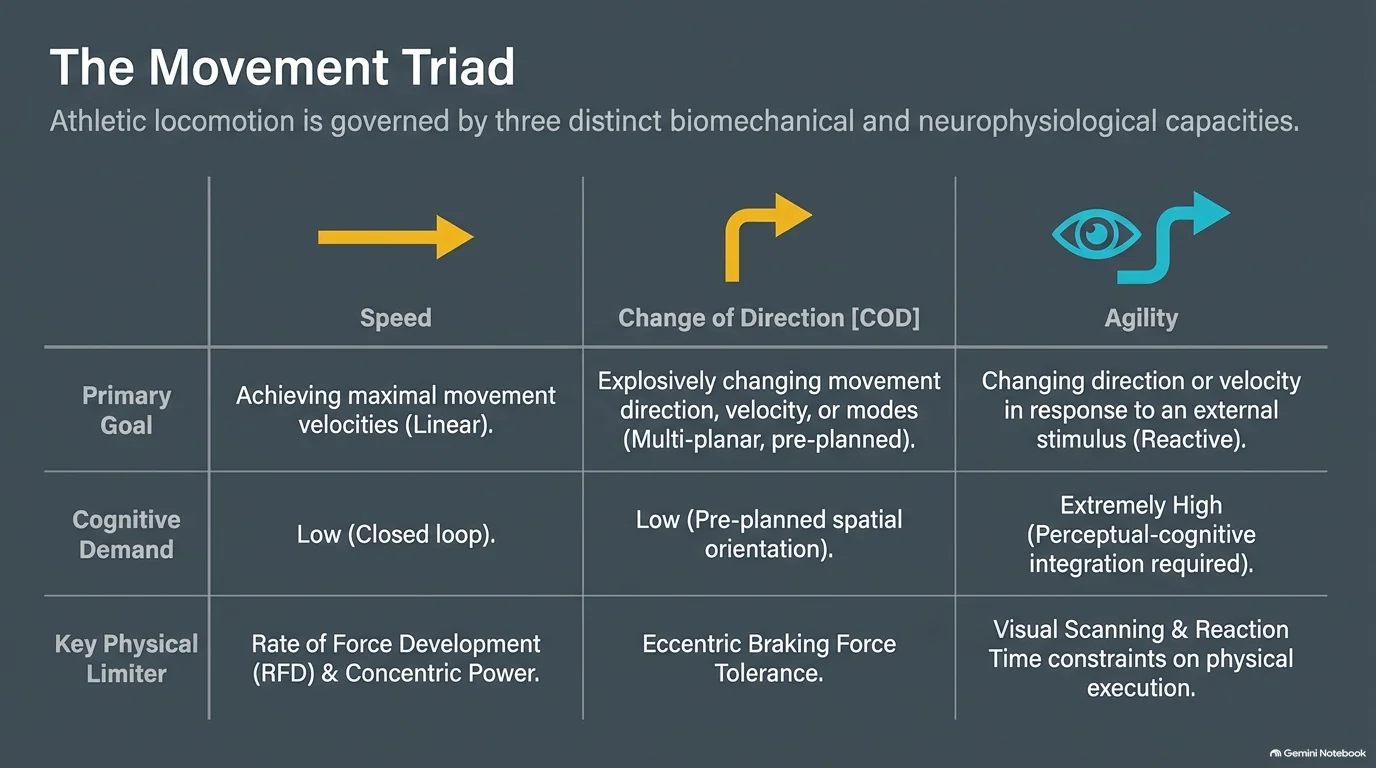 The Movement Triad
Athletic locomotion is governed by three distinct biomechanical and neurophysiological capacities.
Speed
Change of Direction [COD]
Agility
Primary
Goal
Achieving maximal movement
velocities (Linear).
Explosively changing movement
direction, velocity, or modes
(Multi-planar, pre-planned).
Changing direction or velocity
in response to an external
stimulus (Reactive).
Cognitive
Demand
Low (Closed loop).
Low (Pre-planned spatial
orientation).
Extremely High
(Perceptual-cognitive
integration required).
Key Physical
Limiter
Rate of Force Development
(RFD) & Concentric Power.
Eccentric Braking Force
Tolerance.
Visual Scanning & Reaction
Time constraints on physical
execution.
Gemini Notebook